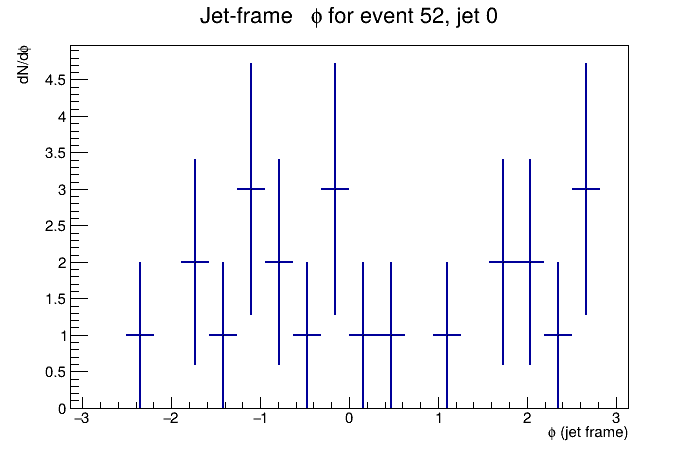 Jet-frame ϕ for event 52, jet 0
dN/dϕ
4.5
4
3.5
3
2.5
2
1.5
1
0.5
0
−3 −2 −1 0 1 2 3
ϕ (jet frame)